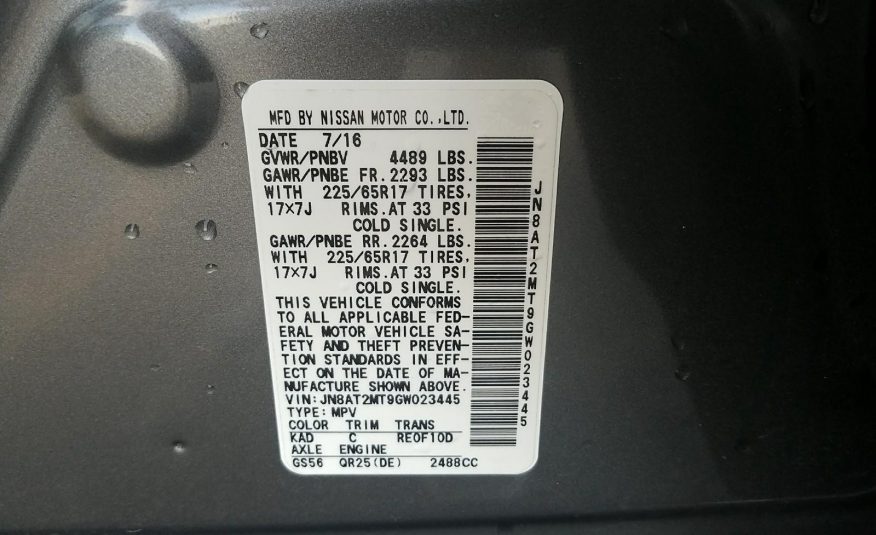 MFD BY NISSAN MOTOR CO.,LTD.
DATE 7/16
GVWR/PNBV 4489 LBS.
GAWR/PNBE FR. 2293 LBS.
WITH 225/65R17 TIRES,
17×7J RIMS.AT 33 PSI
COLD SINGLE.
GAWR/PNBE RR. 2264 LBS.
WITH 225/65R17 TIRES,
17×7J RIMS.AT 33 PSI
COLD SINGLE.
THIS VEHICLE CONFORMS
TO ALL APPLICABLE FED-
ERAL MOTOR VEHICLE SA-
FETY AND THEFT PREVEN-
TION STANDARDS IN EFF-
ECT ON THE DATE OF MA-
NUFACTURE SHOWN ABOVE.
VIN:JN8AT2MT9GW023445
TYPE:MPV
COLOR TRIM TRANS
KAD C RE0F10D
AXLE ENGINE
GS56 QR25(DE) 2488CC
JN8AT2MT9GW023445